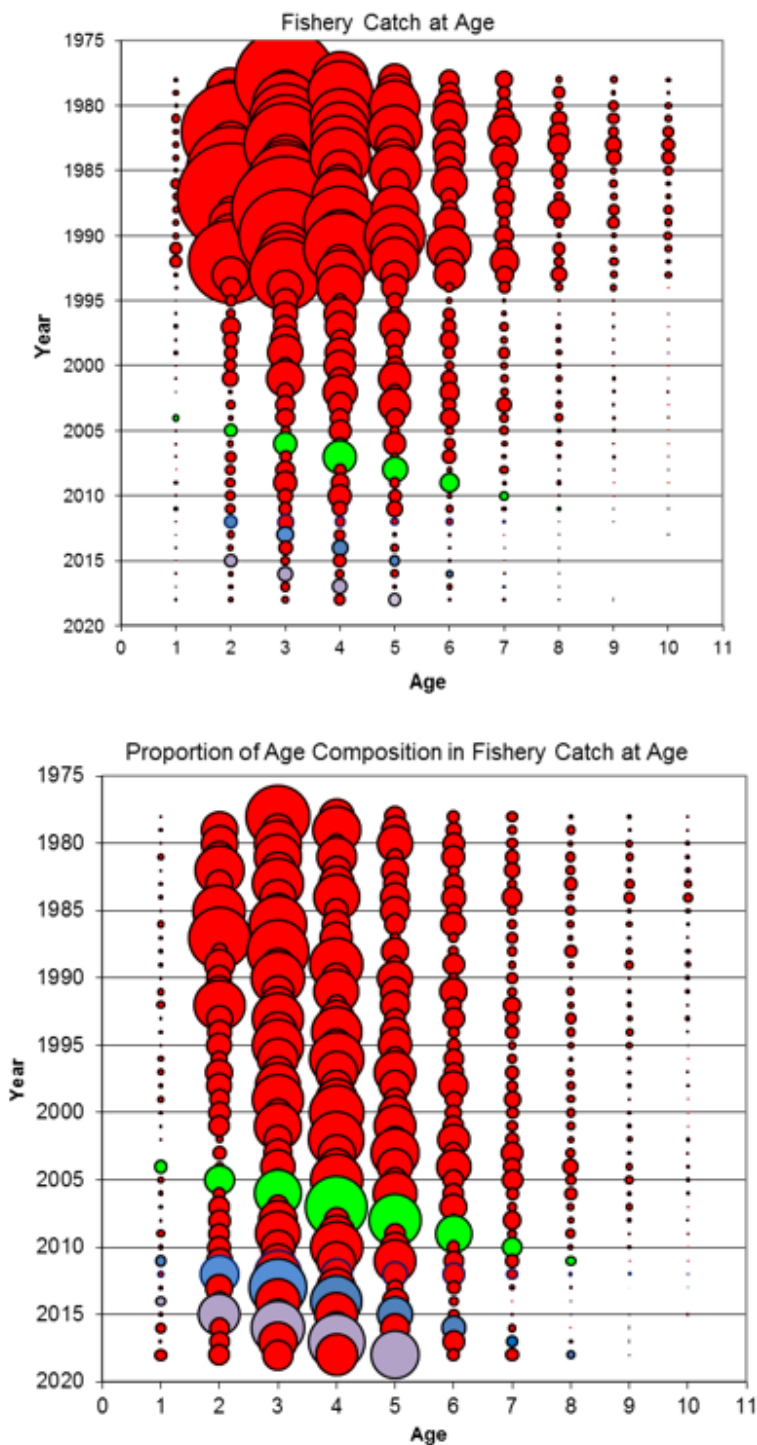 Fishery Catch at Age
1975
1980
1985
1990
1995
2000
2005
2010
2015
2020
Year
0 1 2 3 4 5 6 7 8 9 10 11
Age
Proportion of Age Composition in Fishery Catch at Age
1975
1980
1985
1990
1995
2000
2005
2010
2015
2020
Year
0 1 2 3 4 5 6 7 8 9 10 11
Age